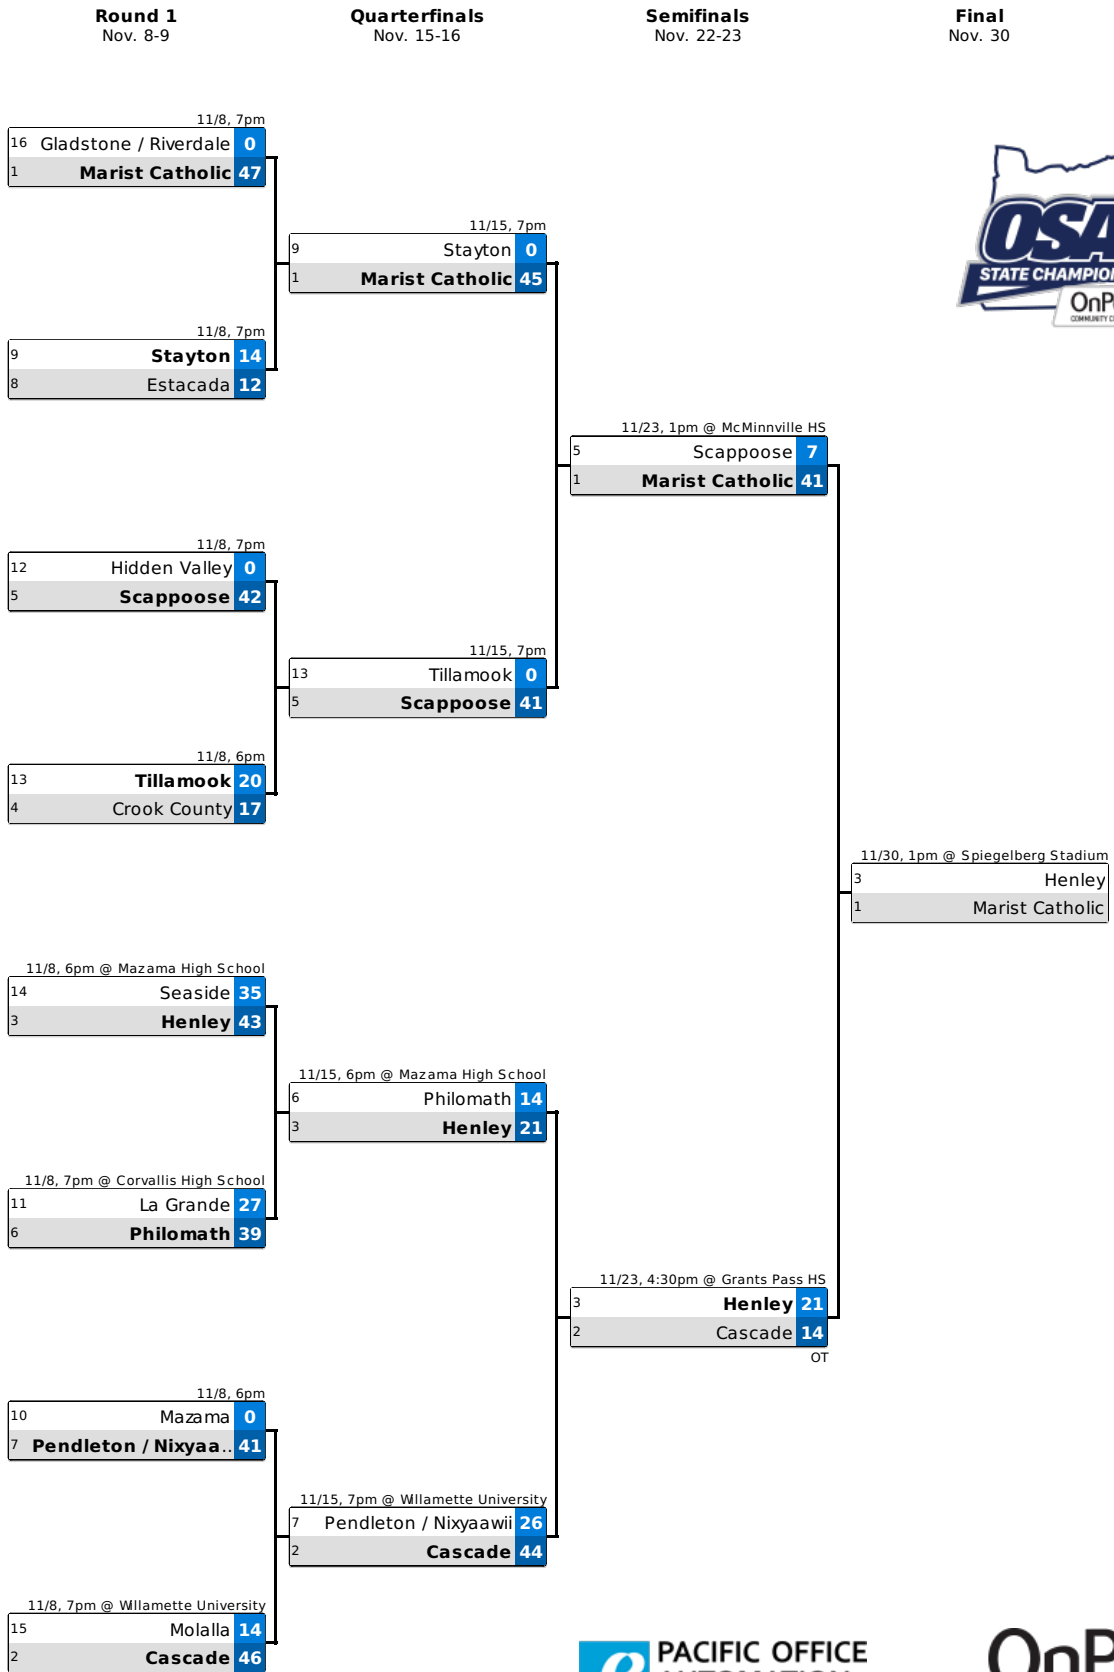 Round 1
Nov. 8-9
Quarterfinals
Nov. 15-16
Semifinals
Nov. 22-23
Final
Nov. 30
11/8, 7pm
16 Gladstone / Riverdale 0
1 Marist Catholic 47
11/8, 7pm
9 Stayton 14
8 Estacada 12
11/8, 7pm
12 Hidden Valley 0
5 Scappoose 42
11/8, 6pm
13 Tillamook 20
4 Crook County 17
11/8, 6pm @ Mazama High School
14 Seaside 35
3 Henley 43
11/8, 7pm @ Corvallis High School
11 La Grande 27
6 Philomath 39
11/8, 6pm
10 Mazama 0
7 Pendleton / Nixyaa.. 41
11/8, 7pm @ Willamette University
15 Molalla 14
2 Cascade 46
11/15, 7pm
9 Stayton 0
1 Marist Catholic 45
11/15, 7pm
13 Tillamook 0
5 Scappoose 41
11/15, 6pm @ Mazama High School
6 Philomath 14
3 Henley 21
11/15, 7pm @ Willamette University
7 Pendleton / Nixyaawii 26
2 Cascade 44
11/23, 1pm @ McMinnville HS
5 Scappoose 7
1 Marist Catholic 41
11/23, 4:30pm @ Grants Pass HS
3 Henley 21
2 Cascade 14
OT
11/30, 1pm @ Spiegelberg Stadium
3 Henley
1 Marist Catholic
OSA
STATE CHAMPION
OnP
COMMUNITY C
PACIFIC OFFICE
AUTOMATION
OnP